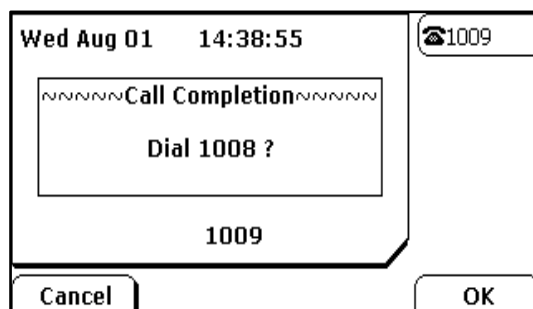 Wed Aug 01 14:38:55
☎1009
~~~~~Call Completion~~~~~
Dial 1008 ?
1009
Cancel
OK